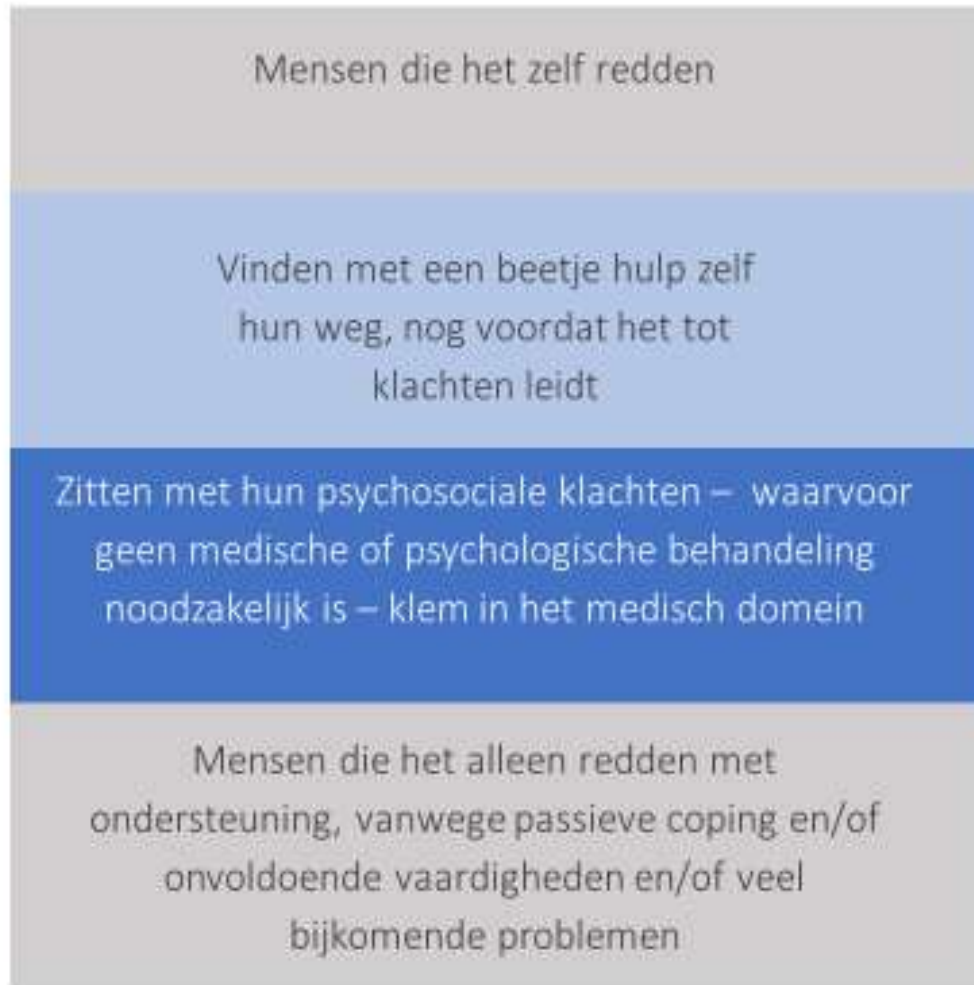 Mensen die het zelf redden
Vinden met een beetje hulp zelf
hun weg, nog voordat het tot
klachten leidt
Zitten met hun psychosociale klachten – waarvoor
geen medische of psychologische behandeling
noodzakelijk is – klem in het medisch domein
Mensen die het alleen redden met
ondersteuning, vanwege passieve coping en/of
onvoldoende vaardigheden en/of veel
bijkomende problemen